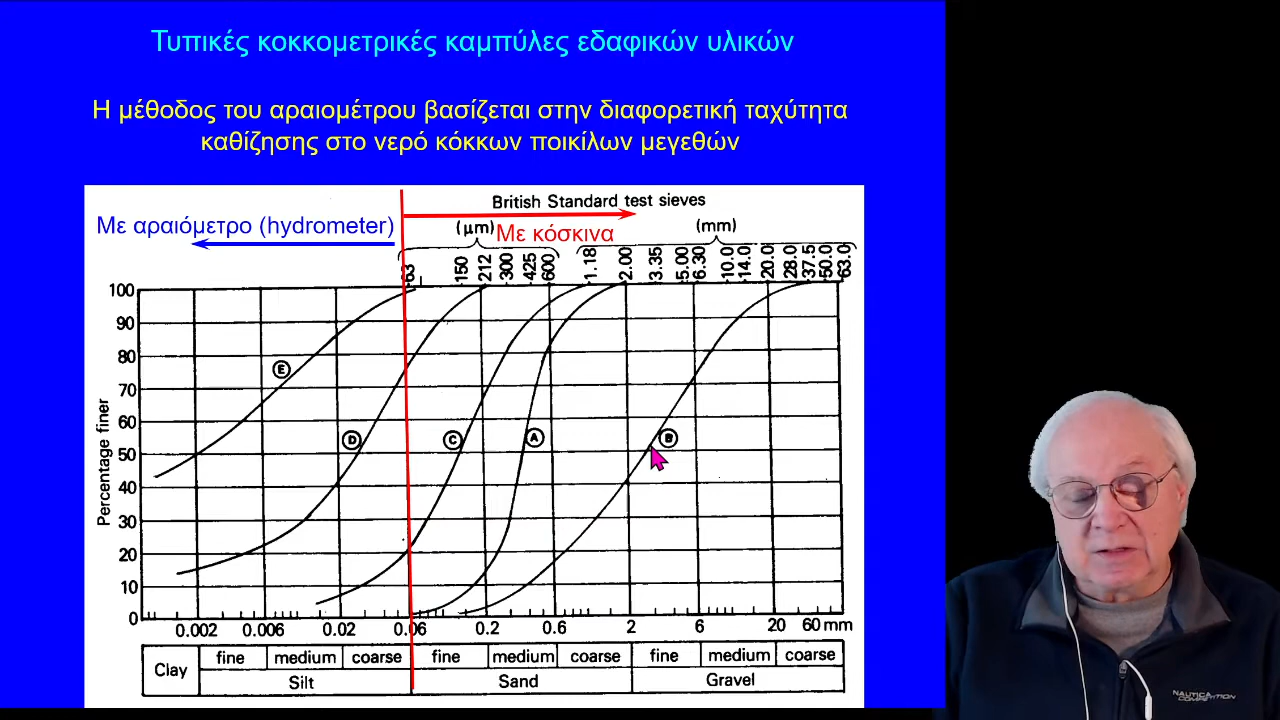 Τυπικές κοκκομετρικές καμπύλες εδαφικών υλικών
Η μέθοδος του αραιομέτρου βασίζεται στην διαφορετική ταχύτητα
καθίζησης στο νερό κόκκων ποικίλων μεγεθών
British Standard test sieves
Με αραιόμετρο (hydrometer)
(μm) Με κόσκινα (mm)
63 150 212 300 425 600 1.18 2.00 3.35 5.00 6.30 10.0 14.0 20.0 28.0 37.5 50.0 63.0
Percentage finer
100
90
80
70
60
50
40
30
20
10
0
E
D
C
A
B
0.002 0.006 0.02 0.06 0.2 0.6 2 6 20 60 mm
Clay
fine medium coarse fine medium coarse fine medium coarse
Silt Sand Gravel
NAUTICA
COMPETITION